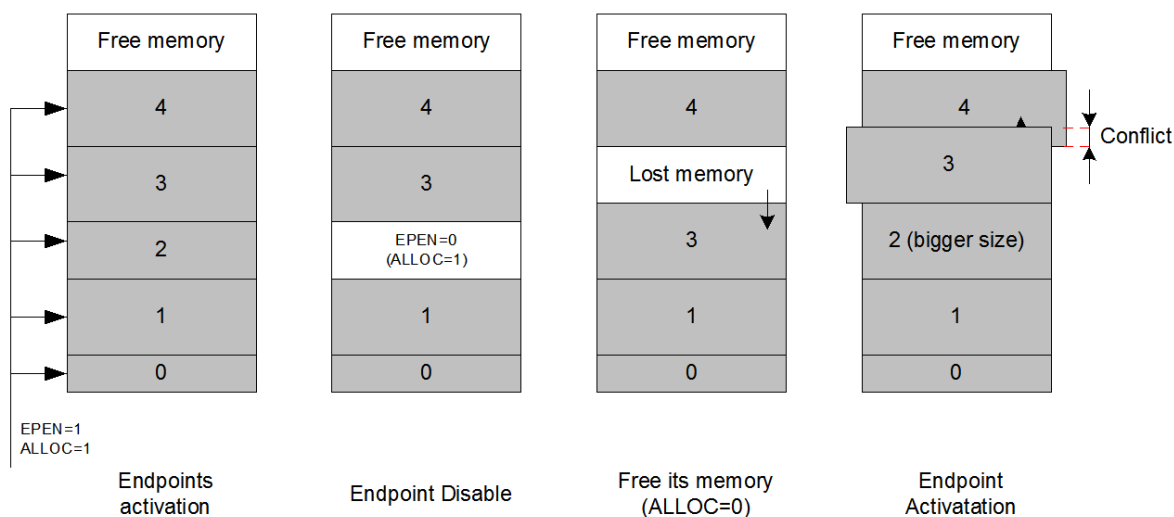 Free memory
4
3
2
1
0
EPEN=1
ALLOC=1
Endpoints
activation
Free memory
4
3
EPEN=0
(ALLOC=1)
1
0
Endpoint Disable
Free memory
4
Lost memory
3
1
0
Free its memory
(ALLOC=0)
Free memory
4
Conflict
3
2 (bigger size)
1
0
Endpoint
Activatation